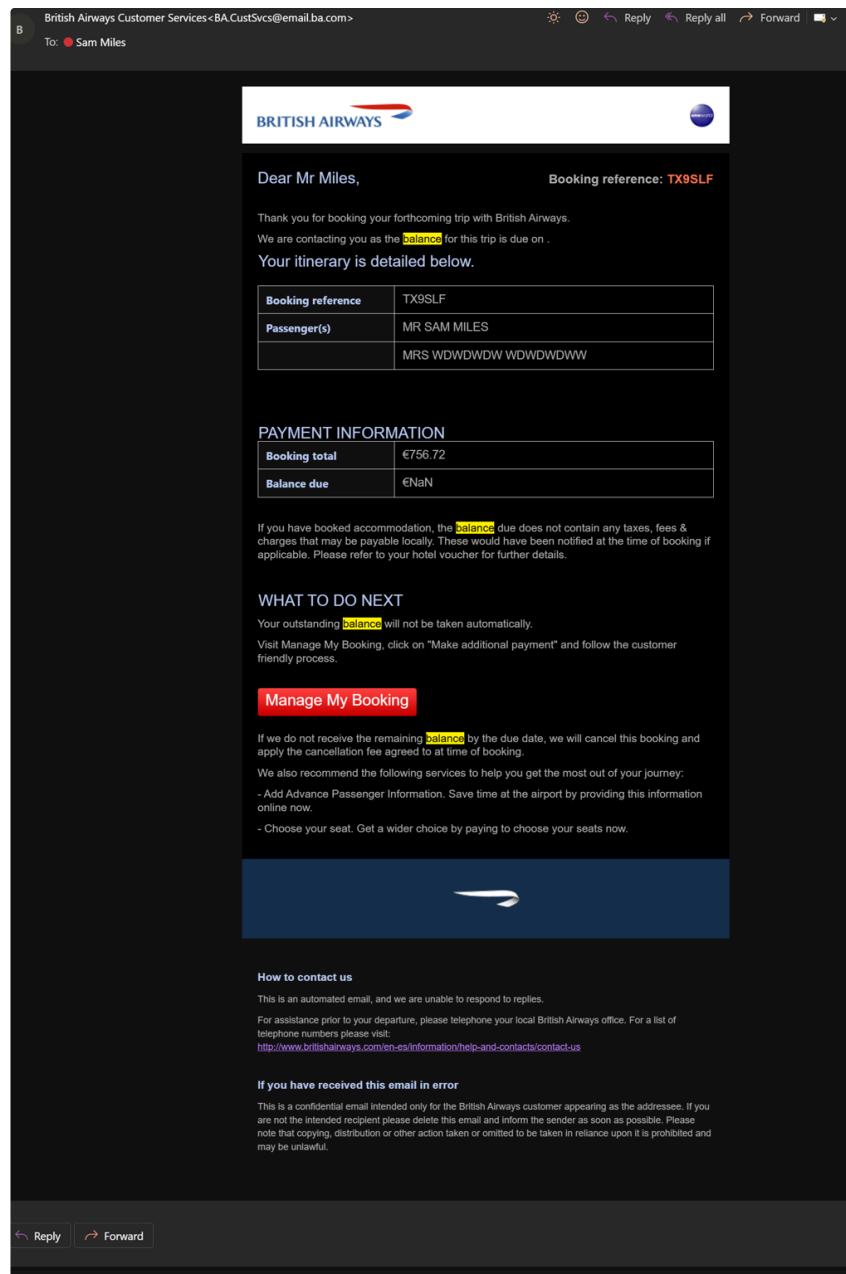 British Airways Customer Services<BA.CustSvcs@email.ba.com>
Reply
Reply all
Forward
B
To: Sam Miles
BRITISH AIRWAYS
oneworld
Dear Mr Miles,
Booking reference: TX9SLF
Thank you for booking your forthcoming trip with British Airways.
We are contacting you as the balance for this trip is due on .
Your itinerary is detailed below.
Booking reference TX9SLF
Passenger(s) MR SAM MILES
MRS WDWDWDW WDWDWDWW
PAYMENT INFORMATION
Booking total €756.72
Balance due €NaN
If you have booked accommodation, the balance due does not contain any taxes, fees &
charges that may be payable locally. These would have been notified at the time of booking if
applicable. Please refer to your hotel voucher for further details.
WHAT TO DO NEXT
Your outstanding balance will not be taken automatically.
Visit Manage My Booking, click on "Make additional payment" and follow the customer
friendly process.
Manage My Booking
If we do not receive the remaining balance by the due date, we will cancel this booking and
apply the cancellation fee agreed to at time of booking.
We also recommend the following services to help you get the most out of your journey:
- Add Advance Passenger Information. Save time at the airport by providing this information
online now.
- Choose your seat. Get a wider choice by paying to choose your seats now.
How to contact us
This is an automated email, and we are unable to respond to replies.
For assistance prior to your departure, please telephone your local British Airways office. For a list of
telephone numbers please visit:
http://www.britishairways.com/en-es/information/help-and-contacts/contact-us
If you have received this email in error
This is a confidential email intended only for the British Airways customer appearing as the addressee. If you
are not the intended recipient please delete this email and inform the sender as soon as possible. Please
note that copying, distribution or other action taken or omitted to be taken in reliance upon it is prohibited and
may be unlawful.
Reply
Forward